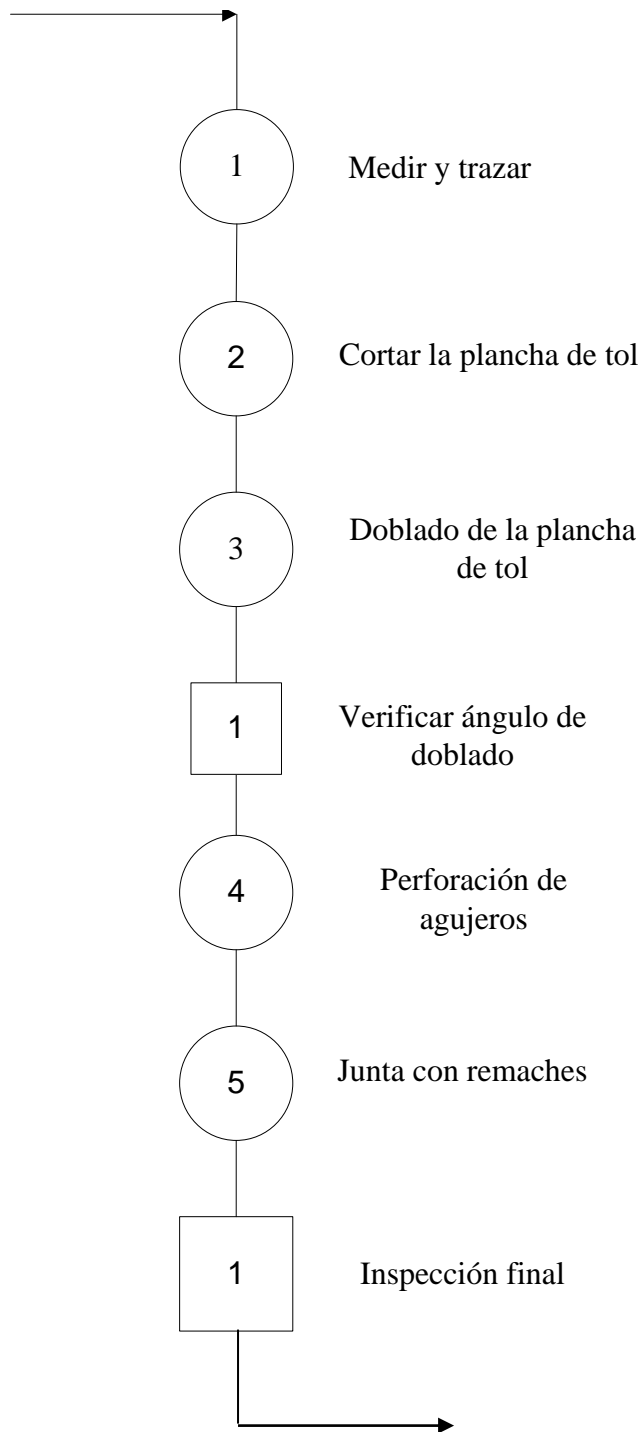 1 Medir y trazar
2 Cortar la plancha de tol
3 Doblado de la plancha
de tol
1 Verificar ángulo de
doblado
4 Perforación de
agujeros
5 Junta con remaches
1 Inspección final